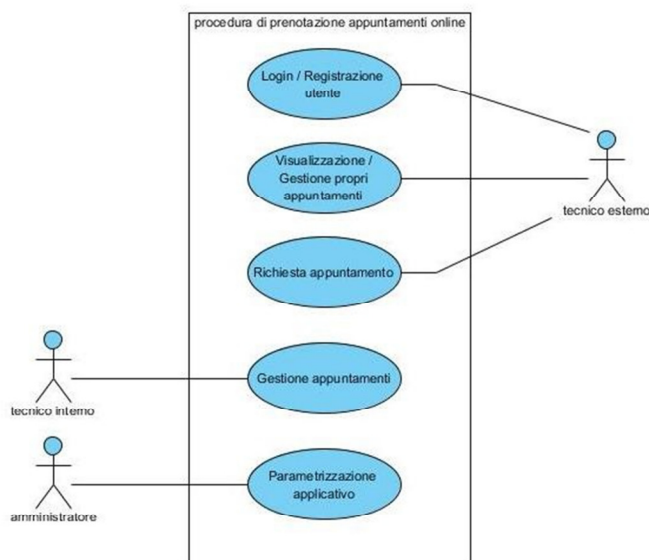 procedura di prenotazione appuntamenti online
Login / Registrazione
utente
Visualizzazione /
Gestione propri
appuntamenti
tecnico esterno
Richiesta appuntamento
Gestione appuntamenti
tecnico interno
Parametrizzazione
applicativo
amministratore